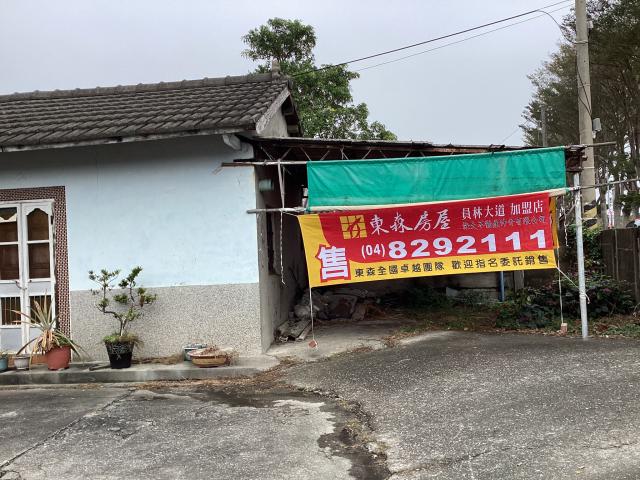 東森房屋 員林大道 加盟店
售 (04)8292111
東森全國卓越團隊 歡迎指名委託銷售